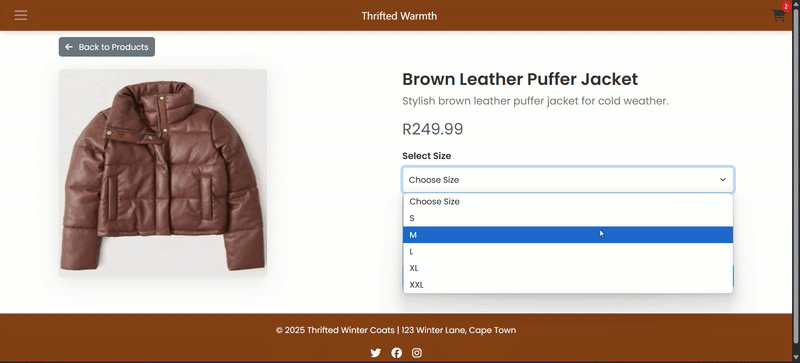 Thrifted Warmth
2
Back to Products
Brown Leather Puffer Jacket
Stylish brown leather puffer jacket for cold weather.
R249.99
Select Size
Choose Size
Choose Size
S
M
L
XL
XXL
© 2025 Thrifted Winter Coats | 123 Winter Lane, Cape Town